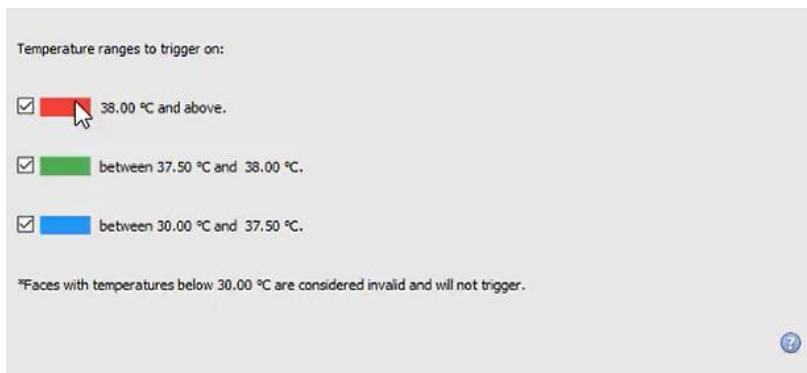 Temperature ranges to trigger on:
38.00 °C and above.
between 37.50 °C and 38.00 °C.
between 30.00 °C and 37.50 °C.
*Faces with temperatures below 30.00 °C are considered invalid and will not trigger.
?